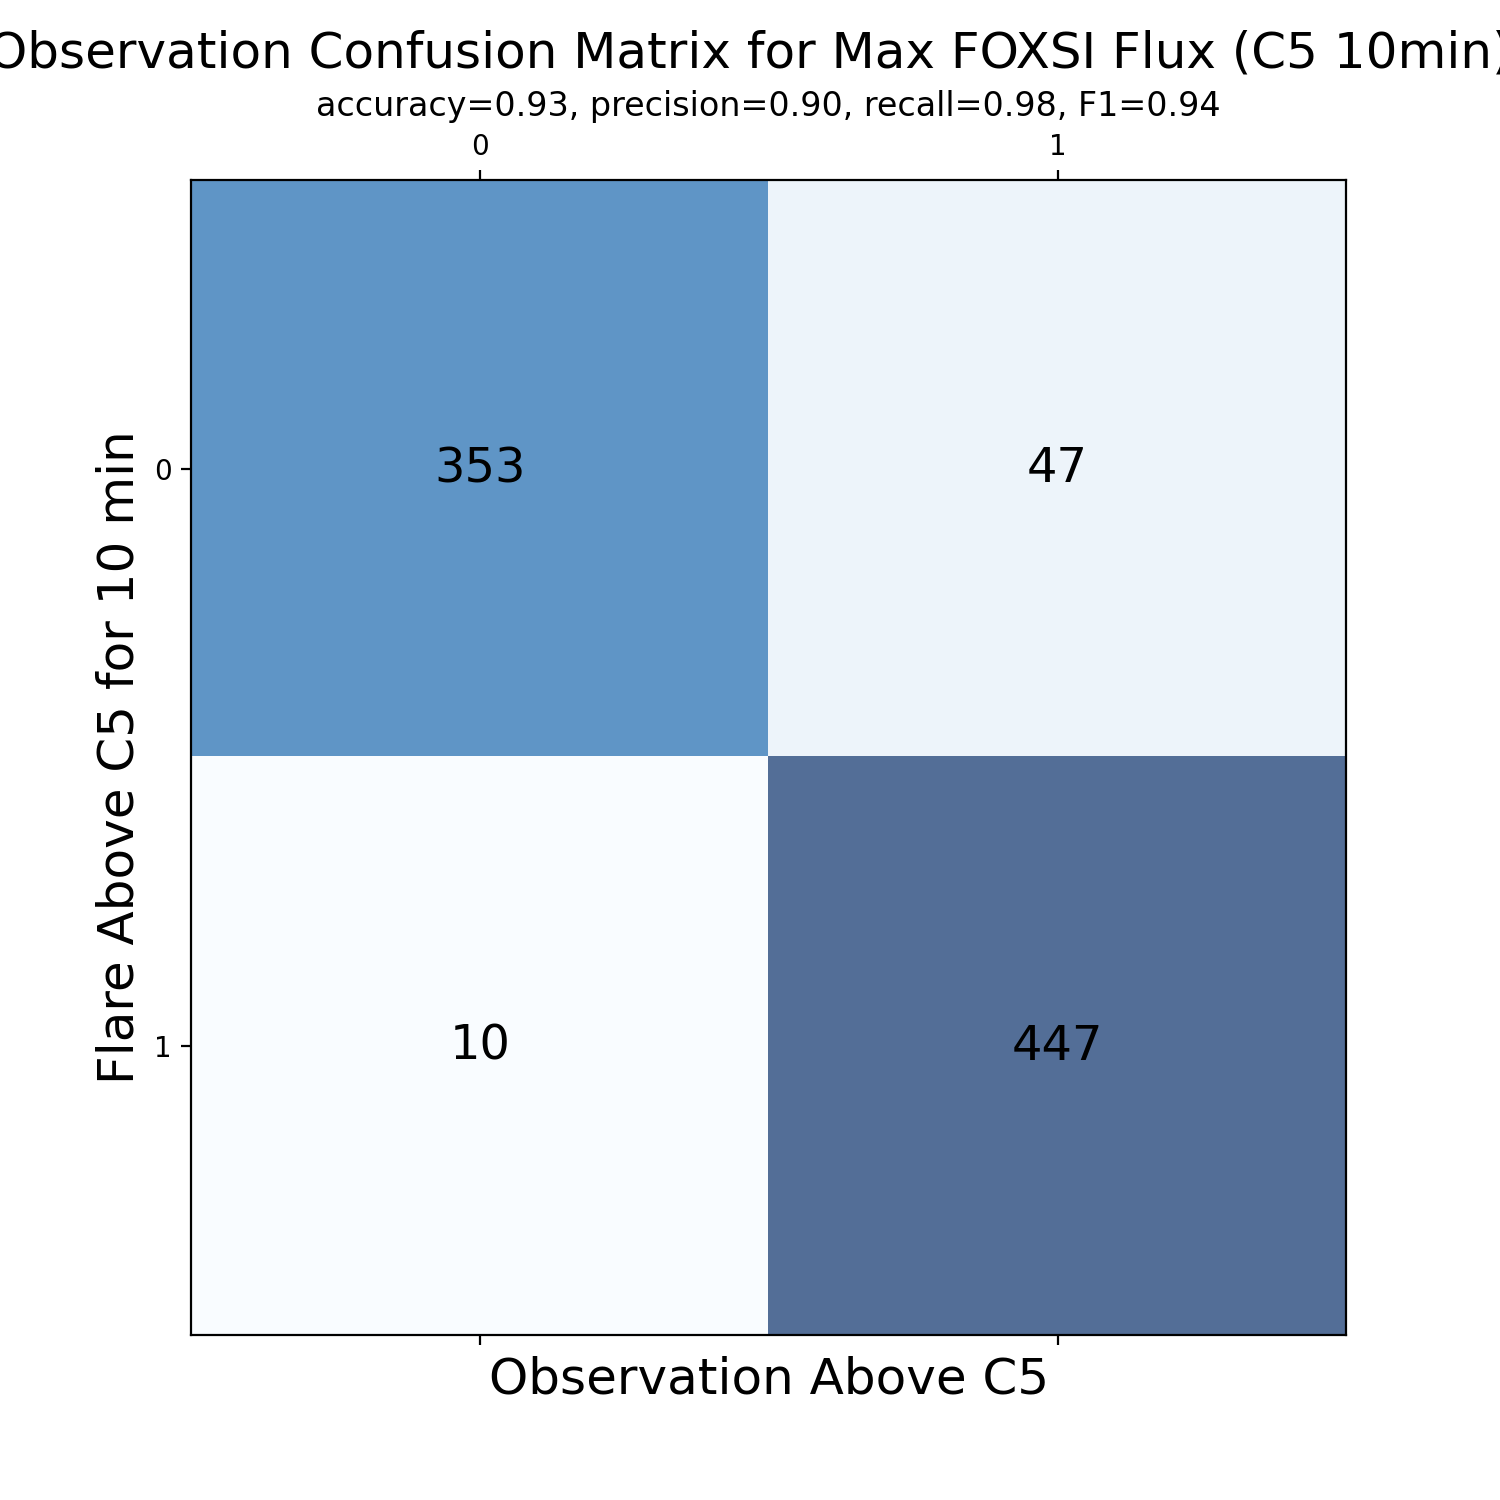 Observation Confusion Matrix for Max FOXSI Flux (C5 10min)
accuracy=0.93, precision=0.90, recall=0.98, F1=0.94
0 1
Flare Above C5 for 10 min
0 353 47
1 10 447
Observation Above C5